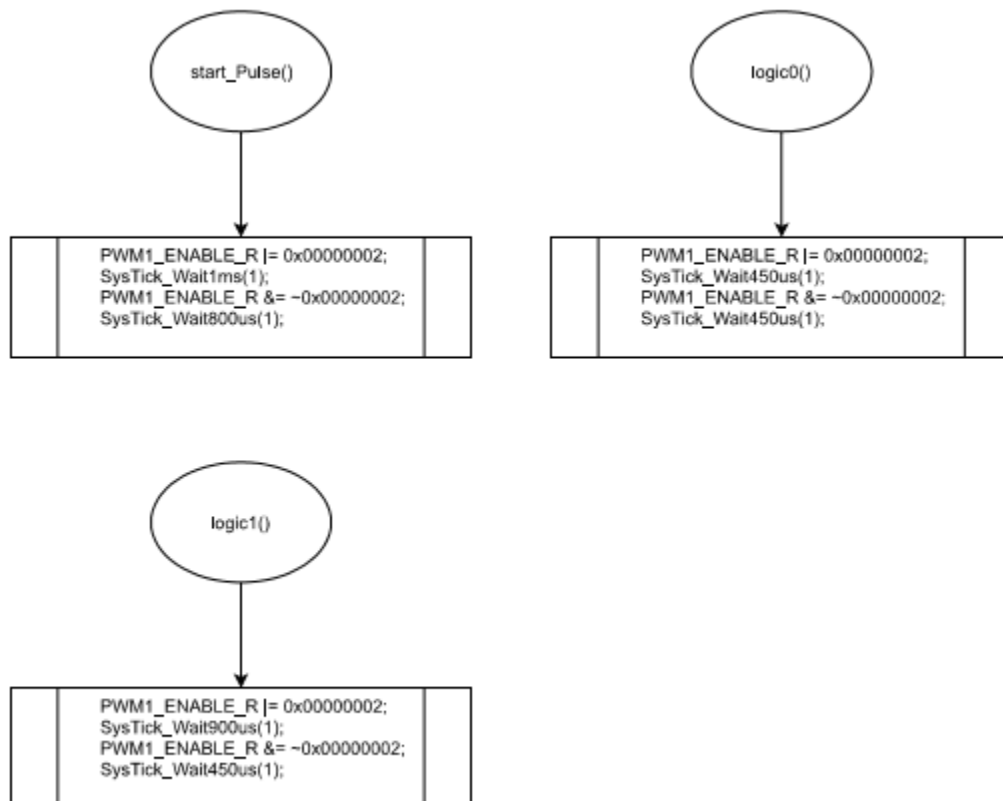 start_Pulse()
PWM1_ENABLE_R |= 0x00000002;
SysTick_Wait1ms(1);
PWM1_ENABLE_R &= ~0x00000002;
SysTick_Wait800us(1);
logic0()
PWM1_ENABLE_R |= 0x00000002;
SysTick_Wait450us(1);
PWM1_ENABLE_R &= ~0x00000002;
SysTick_Wait450us(1);
logic1()
PWM1_ENABLE_R |= 0x00000002;
SysTick_Wait900us(1);
PWM1_ENABLE_R &= ~0x00000002;
SysTick_Wait450us(1);